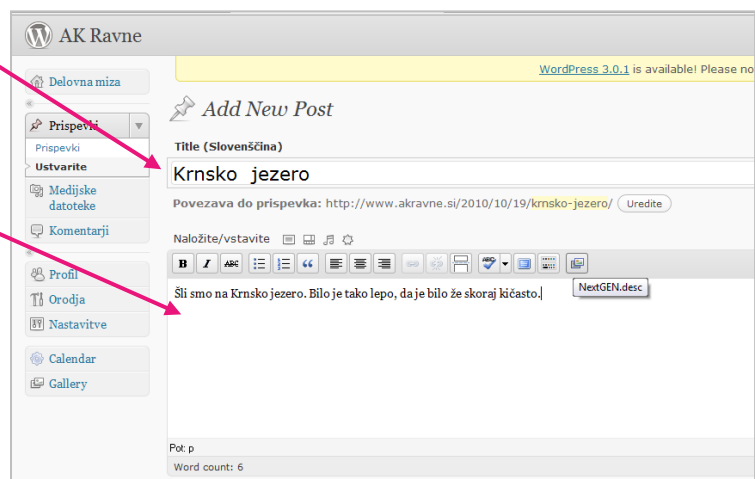 AK Ravne
WordPress 3.0.1 is available! Please no
Delovna miza
Add New Post
Prispevki
Title (Slovenščina)
Prispevki
Ustvarite
Krnsko jezero
Medijske
datoteke
Povezava do prispevka: http://www.akravne.si/2010/10/19/krnsko-jezero/ Uredite
Komentarji
Naložite/vstavite
B I ABC ABC
Profil
NextGEN.desc
Šli smo na Krnsko jezero. Bilo je tako lepo, da je bilo že skoraj kičasto.
Orodja
Nastavitve
Calendar
Gallery
Pot: p
Word count: 6